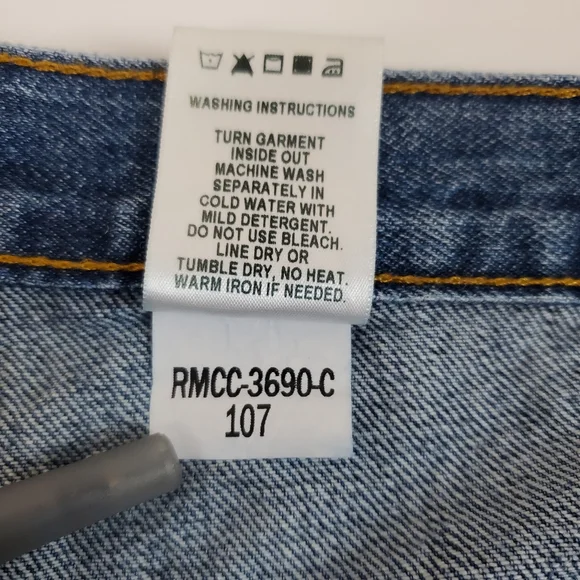 WASHING INSTRUCTIONS
TURN GARMENT
INSIDE OUT
MACHINE WASH
SEPARATELY IN
COLD WATER WITH
MILD DETERGENT.
DO NOT USE BLEACH.
LINE DRY OR
TUMBLE DRY, NO HEAT.
WARM IRON IF NEEDED.
RMCC-3690-C
107